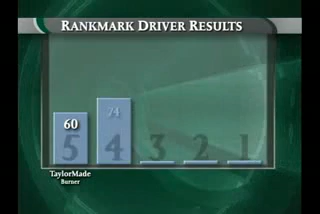 RANKMARK DRIVER RESULTS
74
60
5 4 3 2 1
TaylorMade
Burner